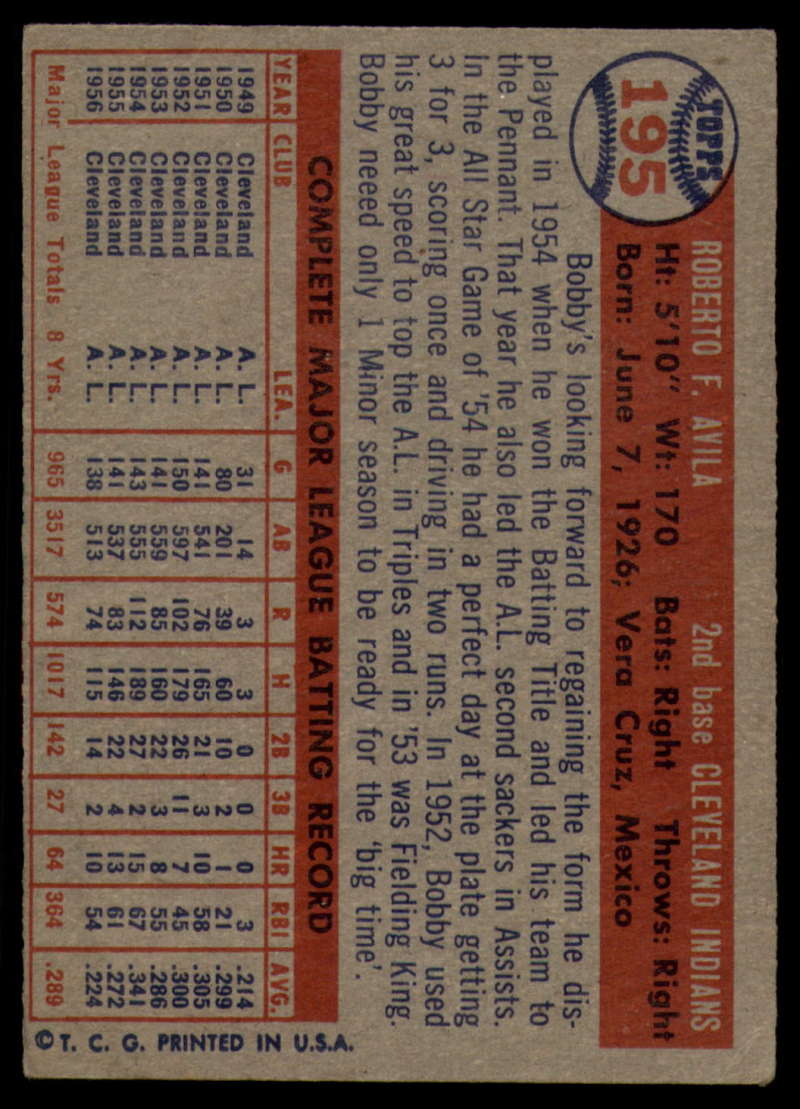 TOPPS
195
ROBERTO F. AVILA 2nd base CLEVELAND INDIANS
Ht: 5'10" Wt: 170 Bats: Right Throws: Right
Born: June 7, 1926; Vera Cruz, Mexico
Bobby's looking forward to regaining the form he dis-
played in 1954 when he won the Batting Title and led his team to
the Pennant. That year he also led the A.L. second sackers in Assists.
In the All Star Game of '54 he had a perfect day at the plate getting
3 for 3, scoring once and driving in two runs. In 1952, Bobby used
his great speed to top the A.L. in Triples and in '53 was Fielding King.
Bobby neeed only 1 Minor season to be ready for the 'big time'.
COMPLETE MAJOR LEAGUE BATTING RECORD
YEAR CLUB LEA. G AB R H 2B 3B HR RBI AVG.
1949 Cleveland A. L. 31 14 3 3 0 0 0 3 .214
1950 Cleveland A. L. 80 201 39 60 10 2 1 21 .299
1951 Cleveland A. L. 141 541 76 165 21 3 10 58 .305
1952 Cleveland A. L. 150 597 102 179 26 11 7 45 .300
1953 Cleveland A. L. 141 559 85 160 22 3 8 55 .286
1954 Cleveland A. L. 143 555 112 189 27 2 15 67 .341
1955 Cleveland A. L. 141 537 83 146 22 4 13 61 .272
1956 Cleveland A. L. 138 513 74 115 14 2 10 54 .224
Major League Totals 8 Yrs. 965 3517 574 1017 142 27 64 364 .289
© T. C. G. PRINTED IN U.S.A.